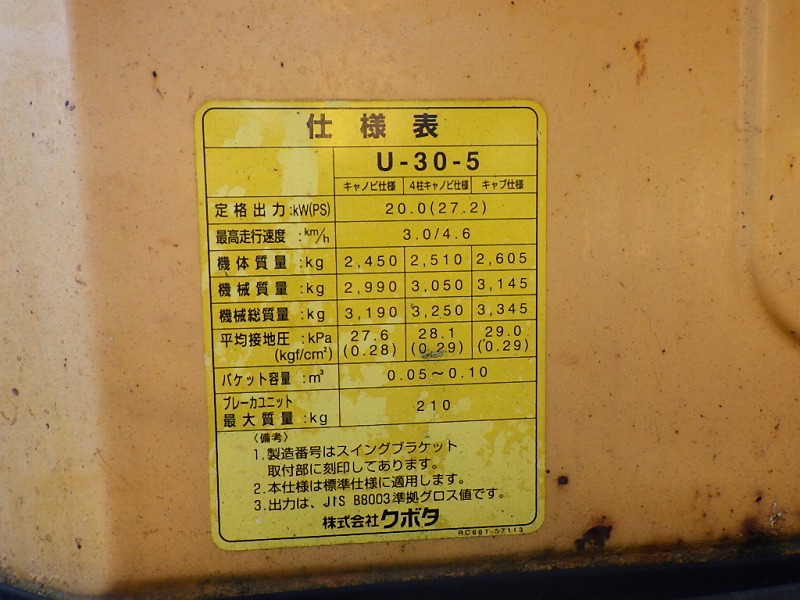 仕様表
U-30-5
キャノピ仕様 4柱キャノピ仕様 キャブ仕様
定格出力:kW(PS) 20.0(27.2)
最高走行速度:km/h 3.0/4.6
機体質量:kg 2,450 2,510 2,605
機械質量:kg 2,990 3,050 3,145
機械総質量:kg 3,190 3,250 3,345
平均接地圧:kPa 27.6 28.1 29.0
(kgf/cm²) (0.28) (0.29) (0.29)
バケット容量:m³ 0.05〜0.10
ブレーカユニット
最大質量:kg 210
〈備考〉
1.製造番号はスイングブラケット
取付部に刻印してあります。
2.本仕様は標準仕様に適用します。
3.出力は、JIS B8003準拠グロス値です。
株式会社クボタ
RC661-57113